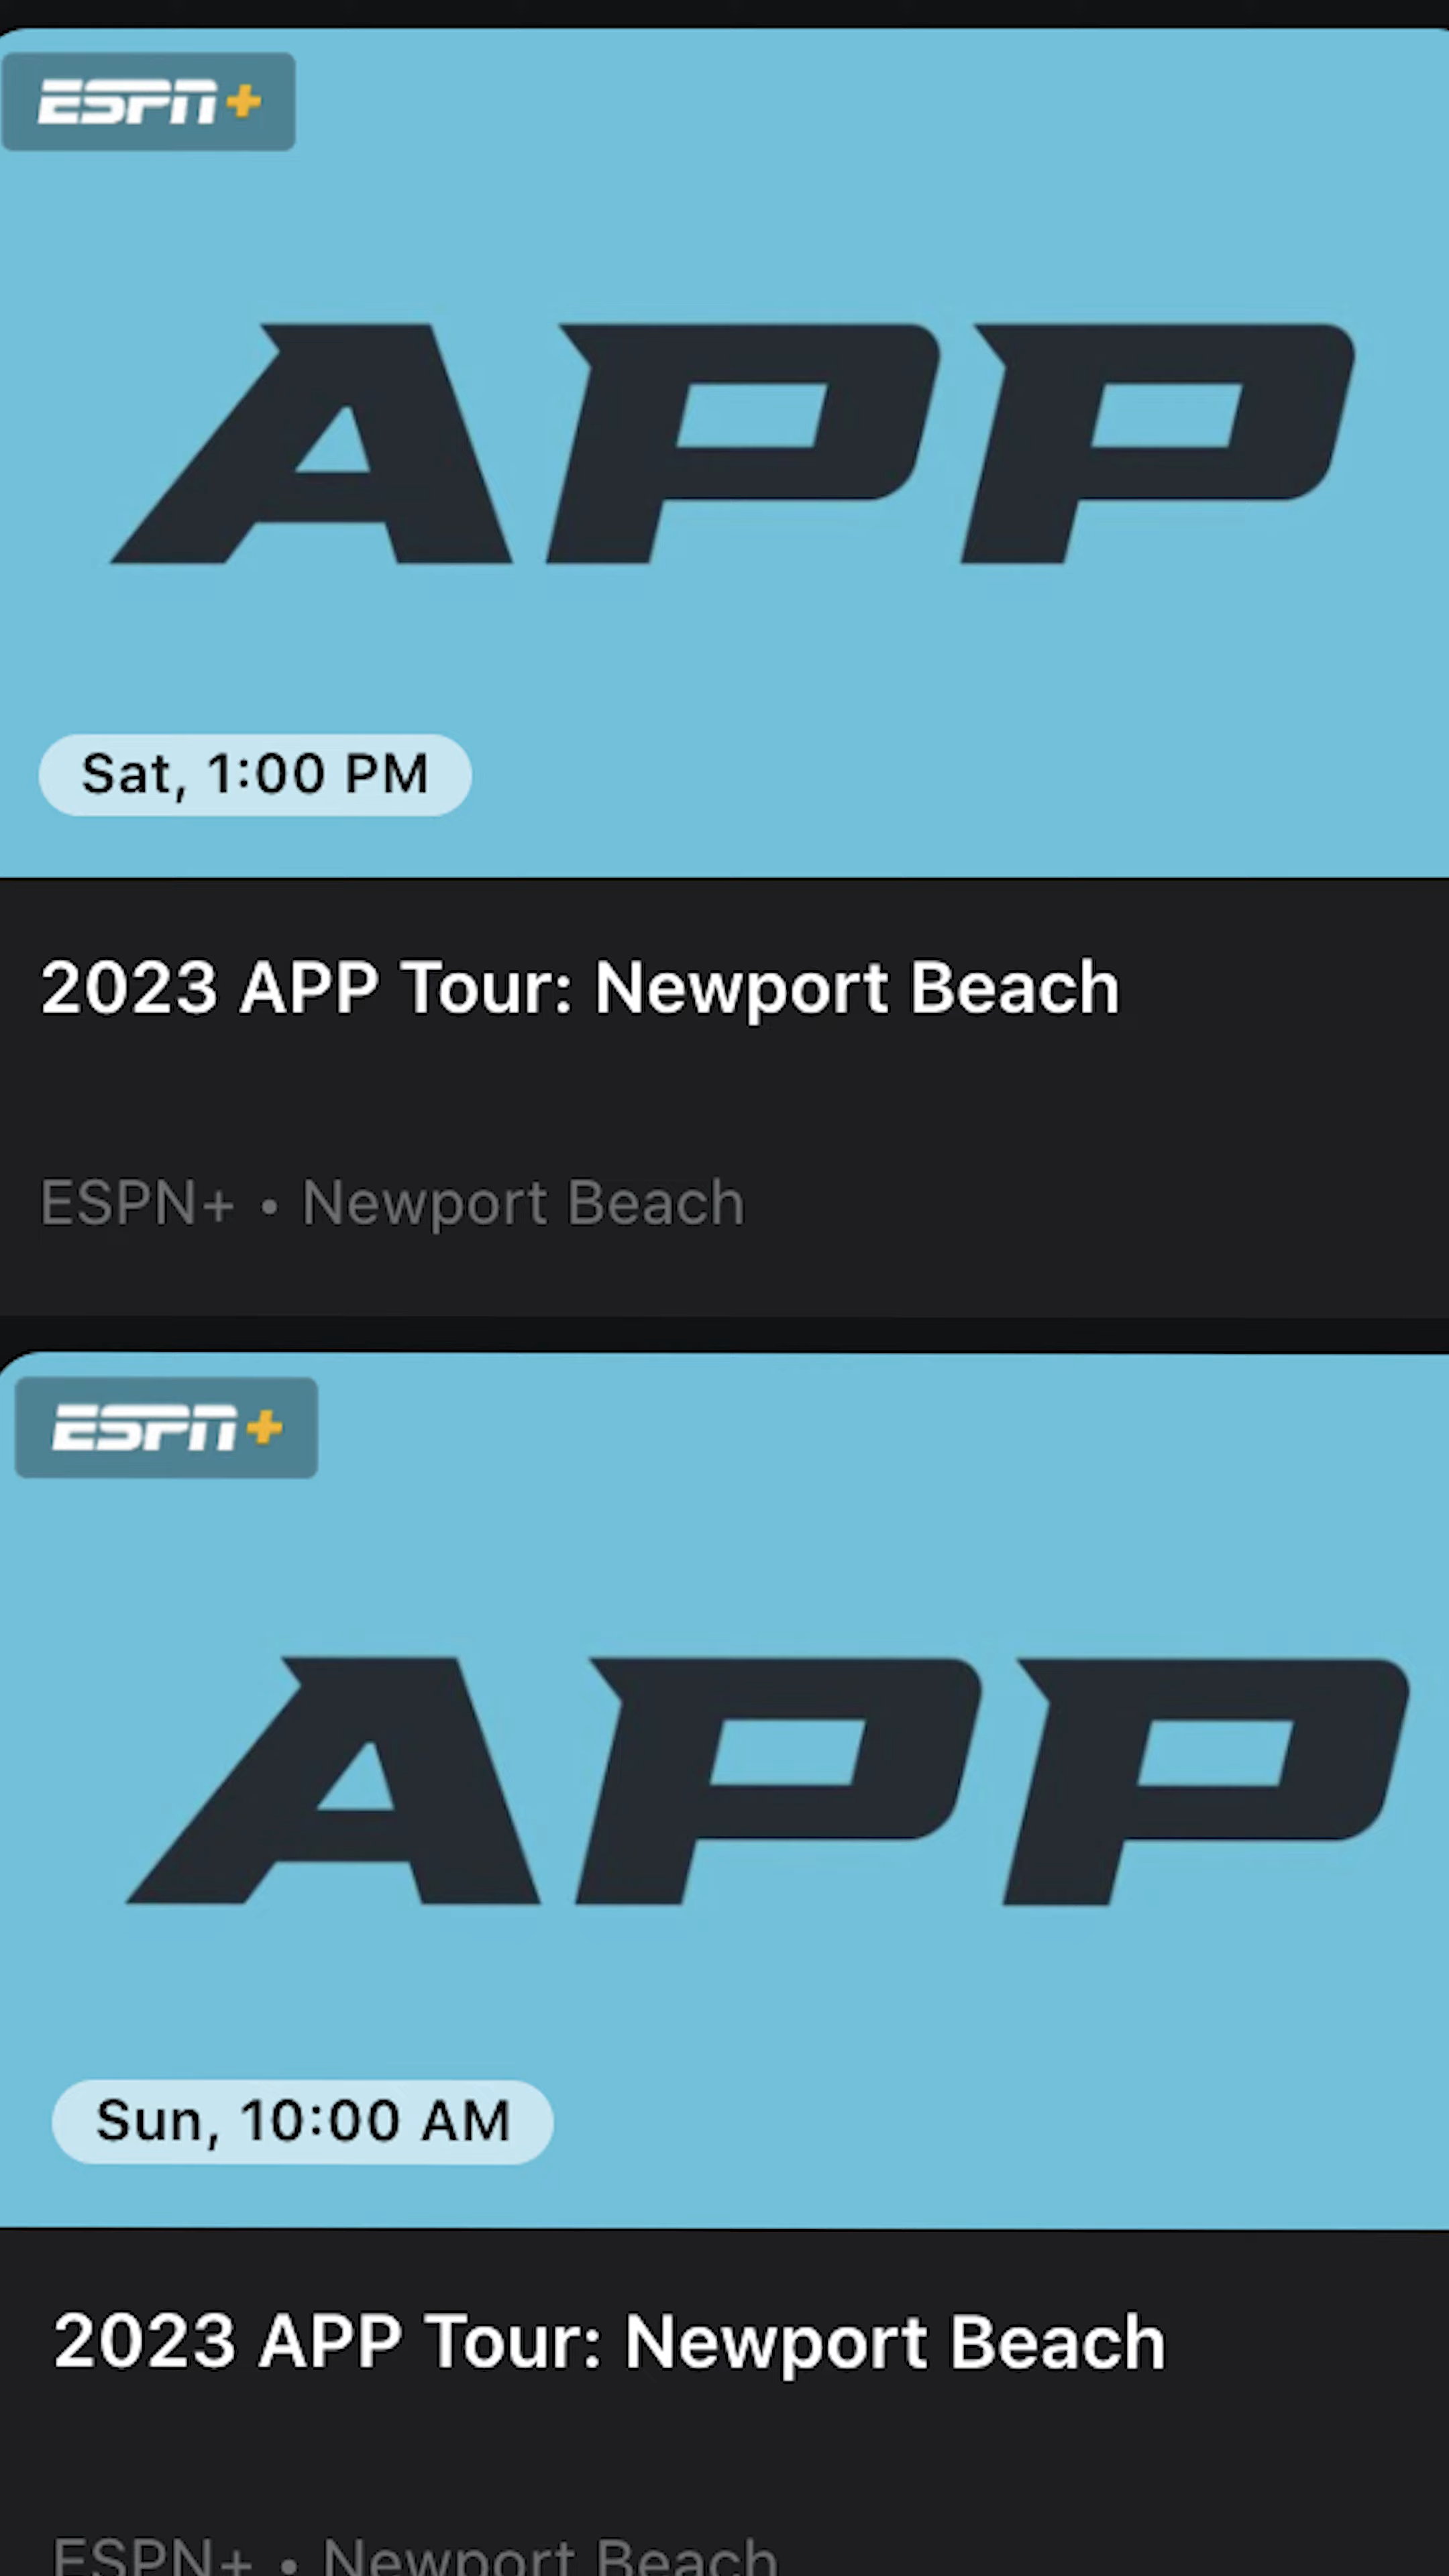 ESPN+
APP
Sat, 1:00 PM
2023 APP Tour: Newport Beach
ESPN+ • Newport Beach
ESPN+
APP
Sun, 10:00 AM
2023 APP Tour: Newport Beach
ESPN+ • Newport Beach